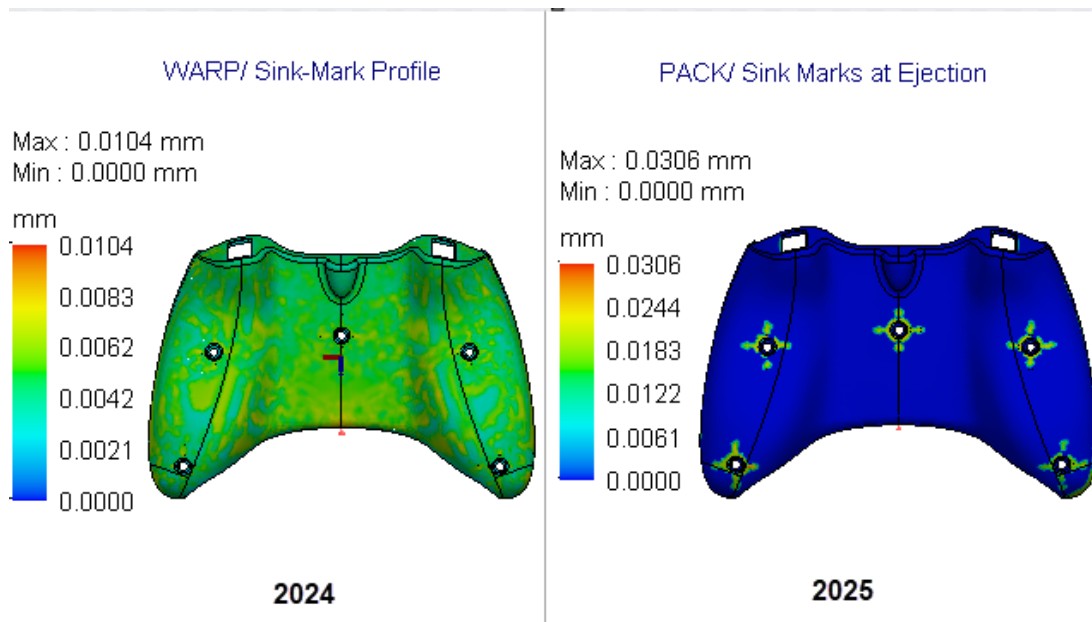 WARP/ Sink-Mark Profile
Max : 0.0104 mm
Min : 0.0000 mm
mm
0.0104
0.0083
0.0062
0.0042
0.0021
0.0000
2024
PACK/ Sink Marks at Ejection
Max : 0.0306 mm
Min : 0.0000 mm
mm
0.0306
0.0244
0.0183
0.0122
0.0061
0.0000
2025